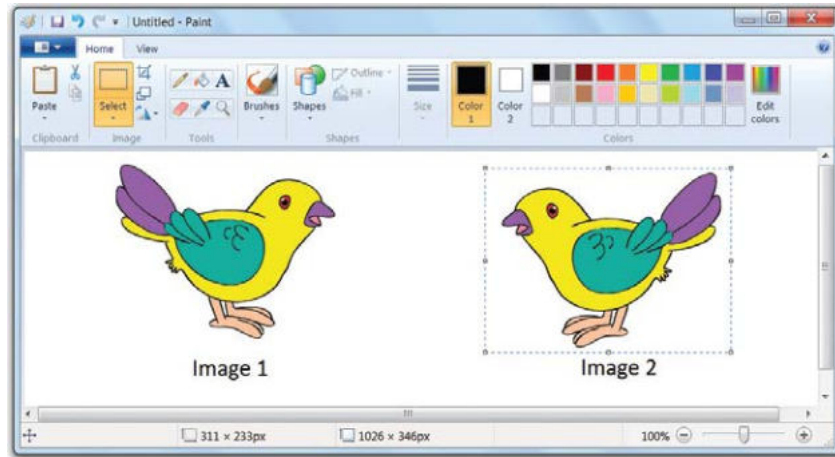 Untitled - Paint
Home View
Paste
Select
Brushes
Shapes
Outline
Fill
Size
Color 1
Color 2
Edit colors
Clipboard Image Tools Shapes Colors
Image 1
Image 2
311 × 233px 1026 × 346px 100%